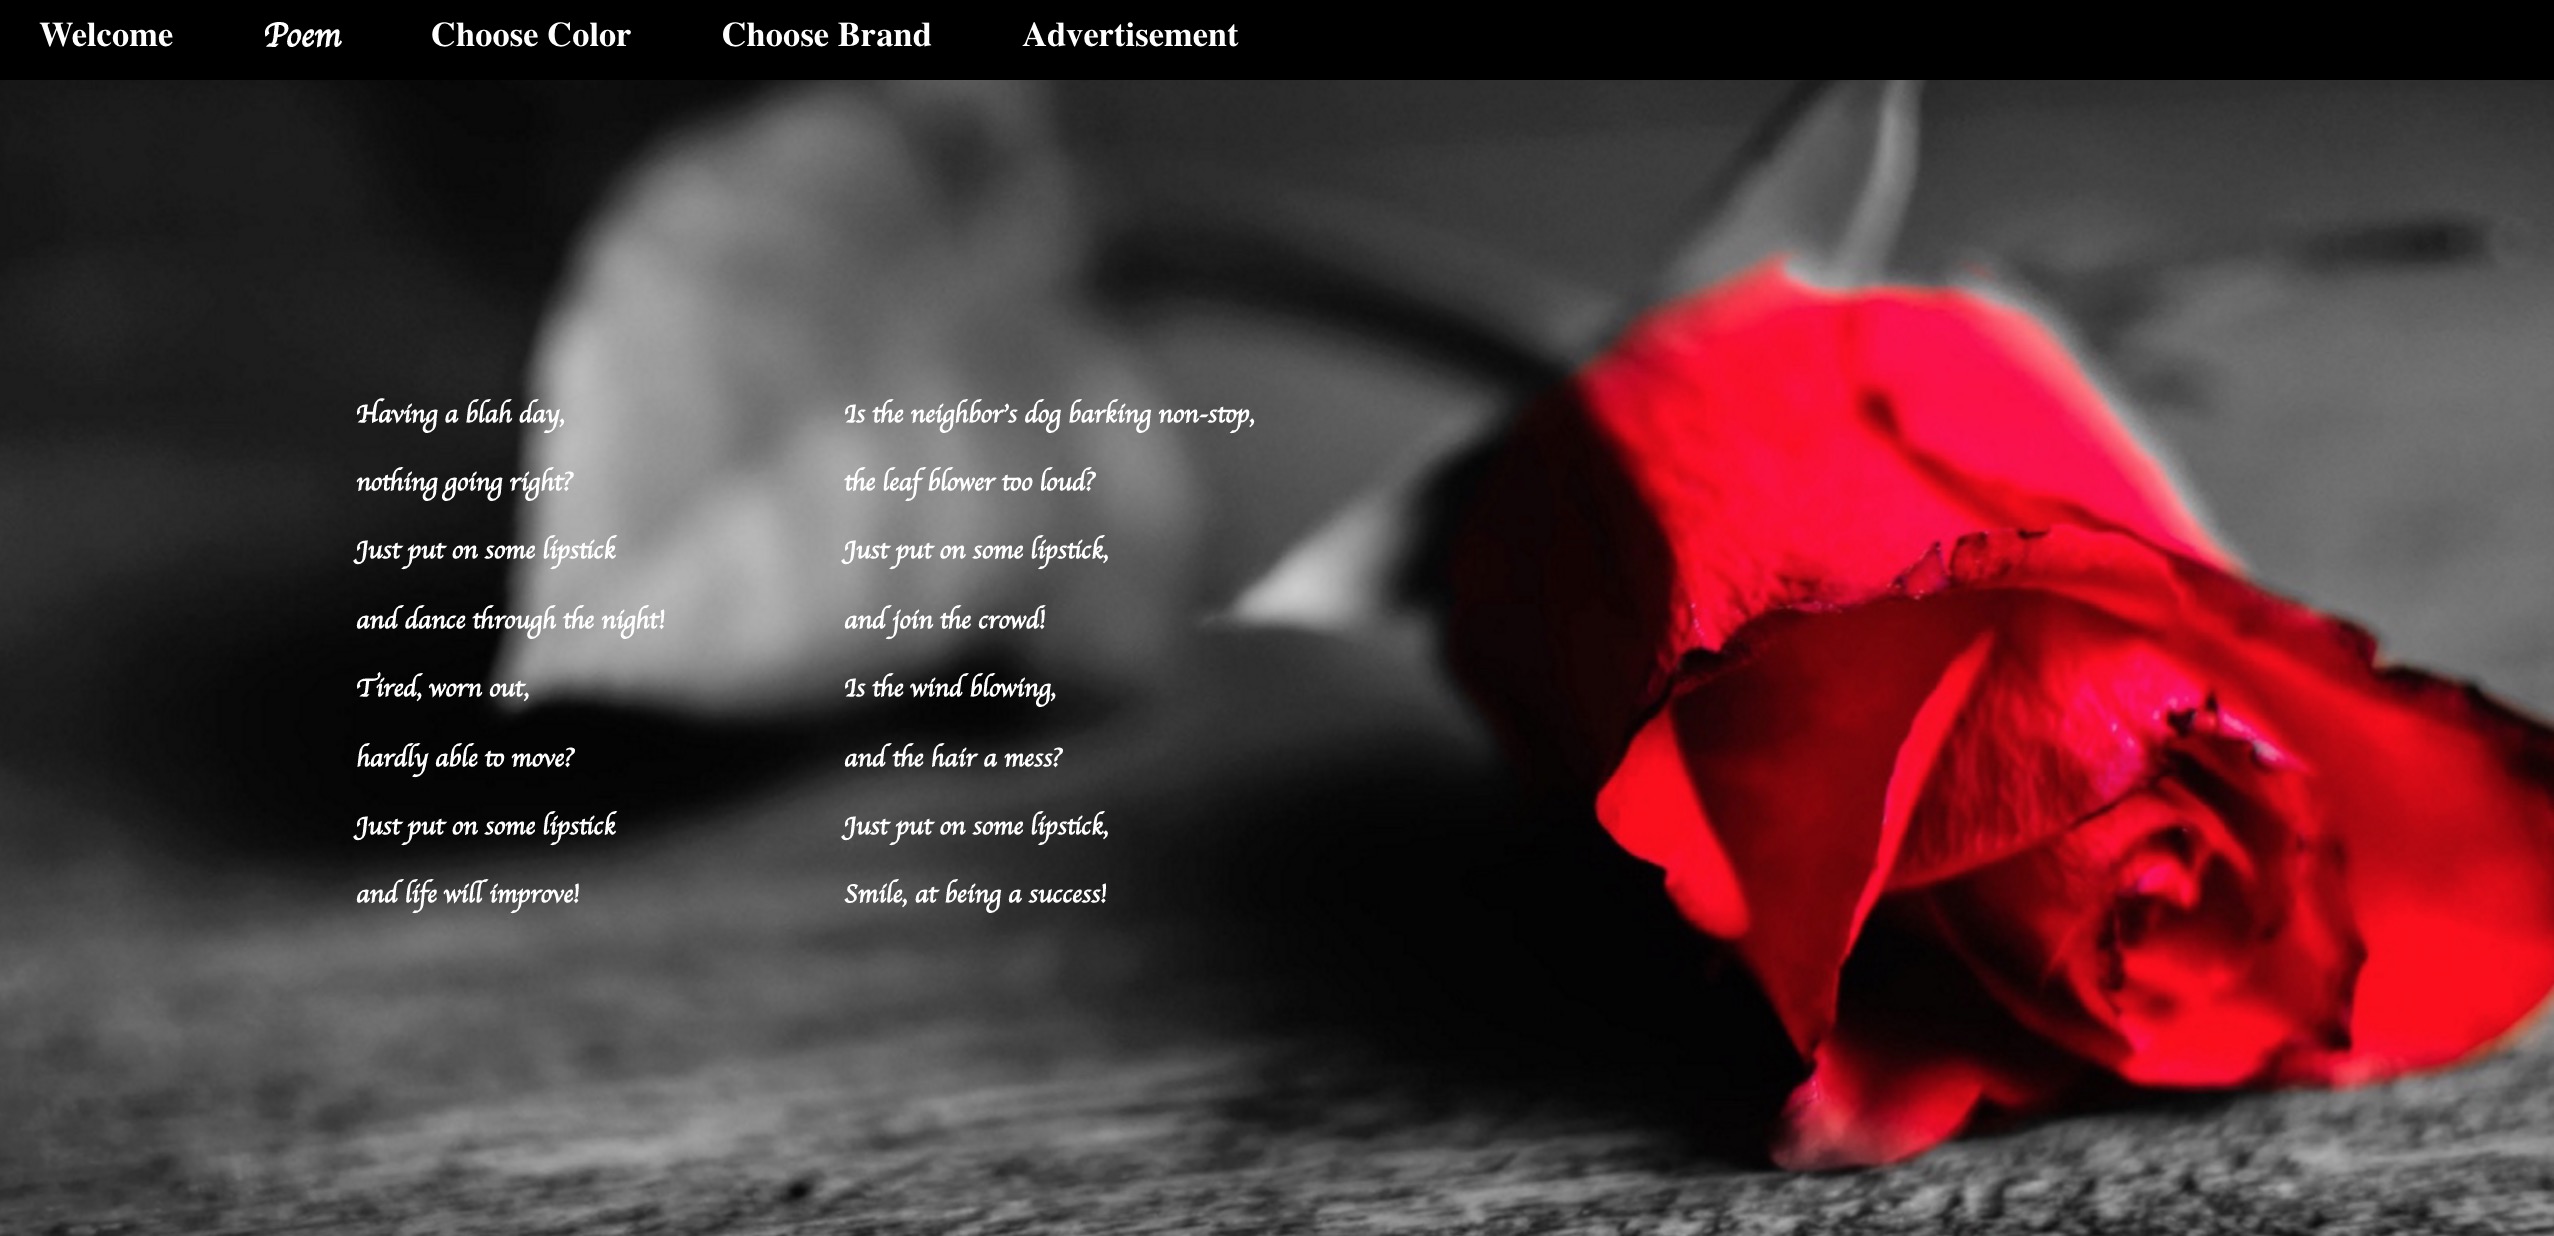 Welcome Poem Choose Color Choose Brand Advertisement
Having a blah day,
nothing going right?
Just put on some lipstick
and dance through the night!
Tired, worn out,
hardly able to move?
Just put on some lipstick
and life will improve!
Is the neighbor's dog barking non-stop,
the leaf blower too loud?
Just put on some lipstick,
and join the crowd!
Is the wind blowing,
and the hair a mess?
Just put on some lipstick,
Smile, at being a success!